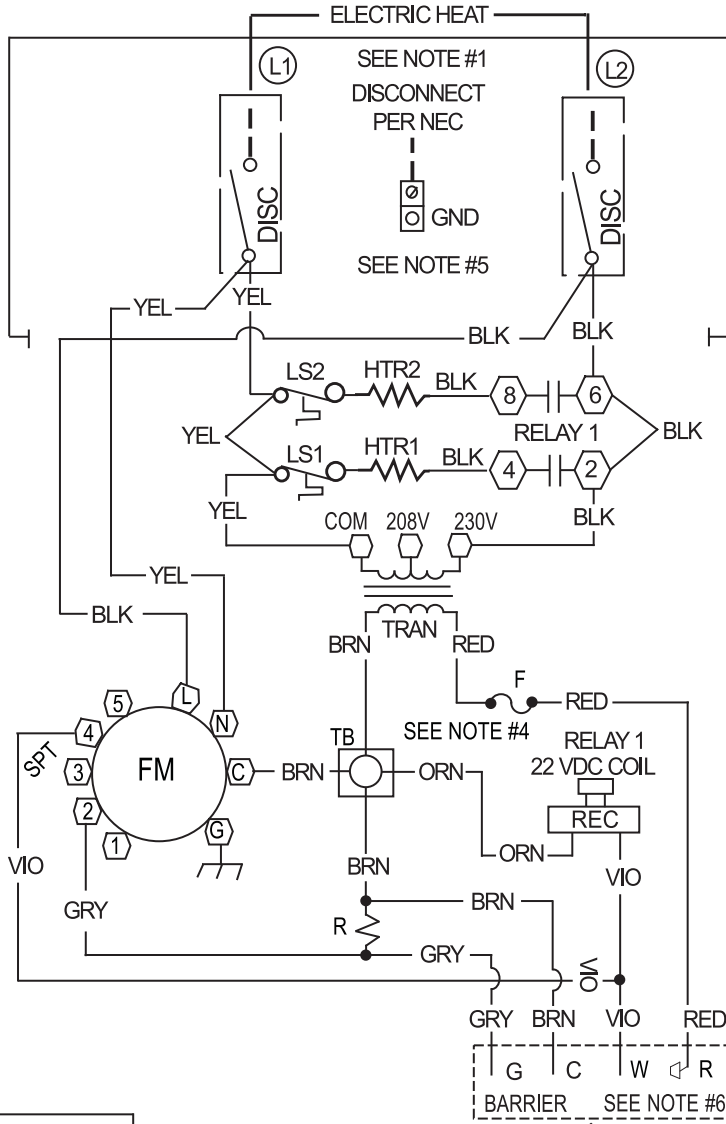 ELECTRIC HEAT
L1
SEE NOTE #1
L2
DISCONNECT
PER NEC
DISC
GND
DISC
SEE NOTE #5
YEL
YEL
BLK
BLK
LS2
HTR2
BLK
8
6
YEL
RELAY 1
BLK
LS1
HTR1
BLK
4
2
YEL
COM
208V
230V
BLK
YEL
BLK
TRAN
BRN
RED
F
RED
5
L
4
N
SPT
TB
SEE NOTE #4
RELAY 1
22 VDC COIL
3
FM
C
BRN
ORN
2
REC
1
G
ORN
VIO
BRN
VIO
GRY
BRN
R
GRY
VIO
GRY
BRN
VIO
RED
G
C
W
R
BARRIER
SEE NOTE #6